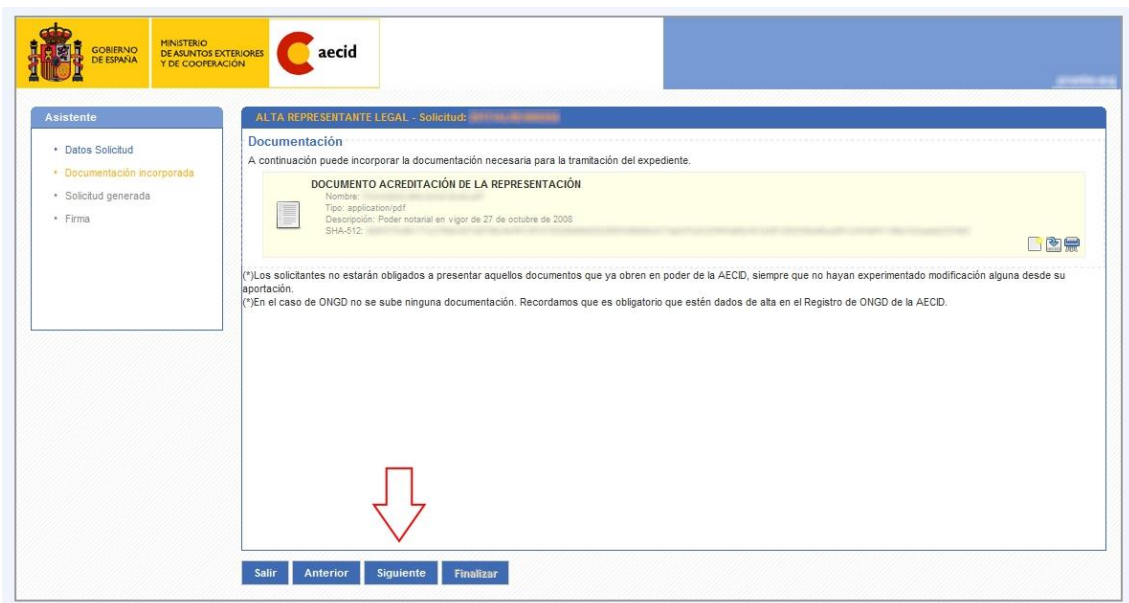 GOBIERNO
DE ESPAÑA
MINISTERIO
DE ASUNTOS EXTERIORES
Y DE COOPERACIÓN
aecid
Asistente
• Datos Solicitud
• Documentación incorporada
• Solicitud generada
• Firma
ALTA REPRESENTANTE LEGAL - Solicitud:
Documentación
A continuación puede incorporar la documentación necesaria para la tramitación del expediente.
DOCUMENTO ACREDITACIÓN DE LA REPRESENTACIÓN
Nombre:
Tipo: application/pdf
Descripción: Poder notarial en vigor de 27 de octubre de 2008
SHA-512:
(*)Los solicitantes no estarán obligados a presentar aquellos documentos que ya obren en poder de la AECID, siempre que no hayan experimentado modificación alguna desde su
aportación.
(*)En el caso de ONGD no se sube ninguna documentación. Recordamos que es obligatorio que estén dados de alta en el Registro de ONGD de la AECID.
Salir
Anterior
Siguiente
Finalizar